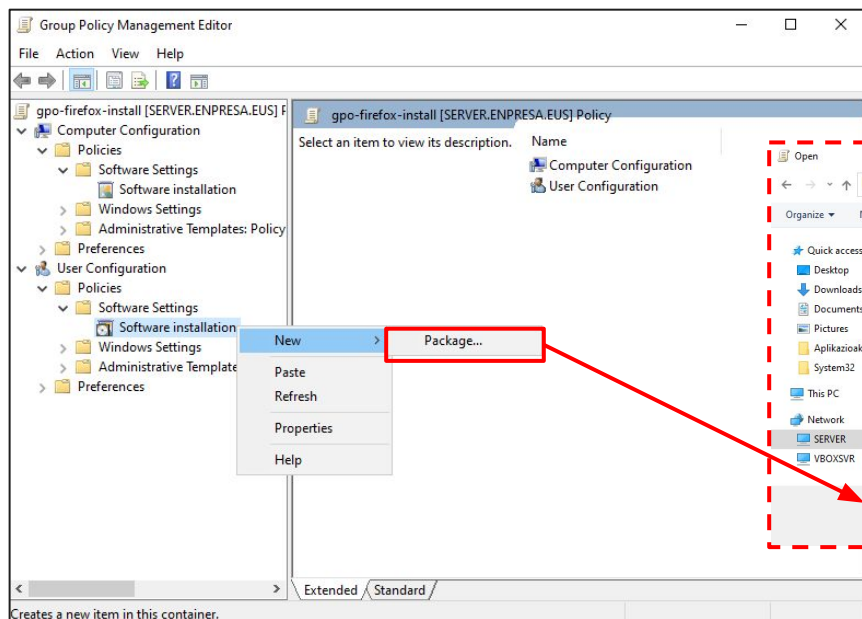 Group Policy Management Editor
File Action View Help
gpo-firefox-install [SERVER.ENPRESA.EUS] P
Computer Configuration
Policies
Software Settings
Software installation
Windows Settings
Administrative Templates: Policy
Preferences
User Configuration
Policies
Software Settings
Software installation
Windows Settings
Administrative Template
Preferences
gpo-firefox-install [SERVER.ENPRESA.EUS] Policy
Select an item to view its description.
Name
Computer Configuration
User Configuration
New
Package...
Paste
Refresh
Properties
Help
Open
Organize
Quick access
Desktop
Downloads
Documents
Pictures
Aplikazioak
System32
This PC
Network
SERVER
VBOXSVR
Extended
Standard
Creates a new item in this container.